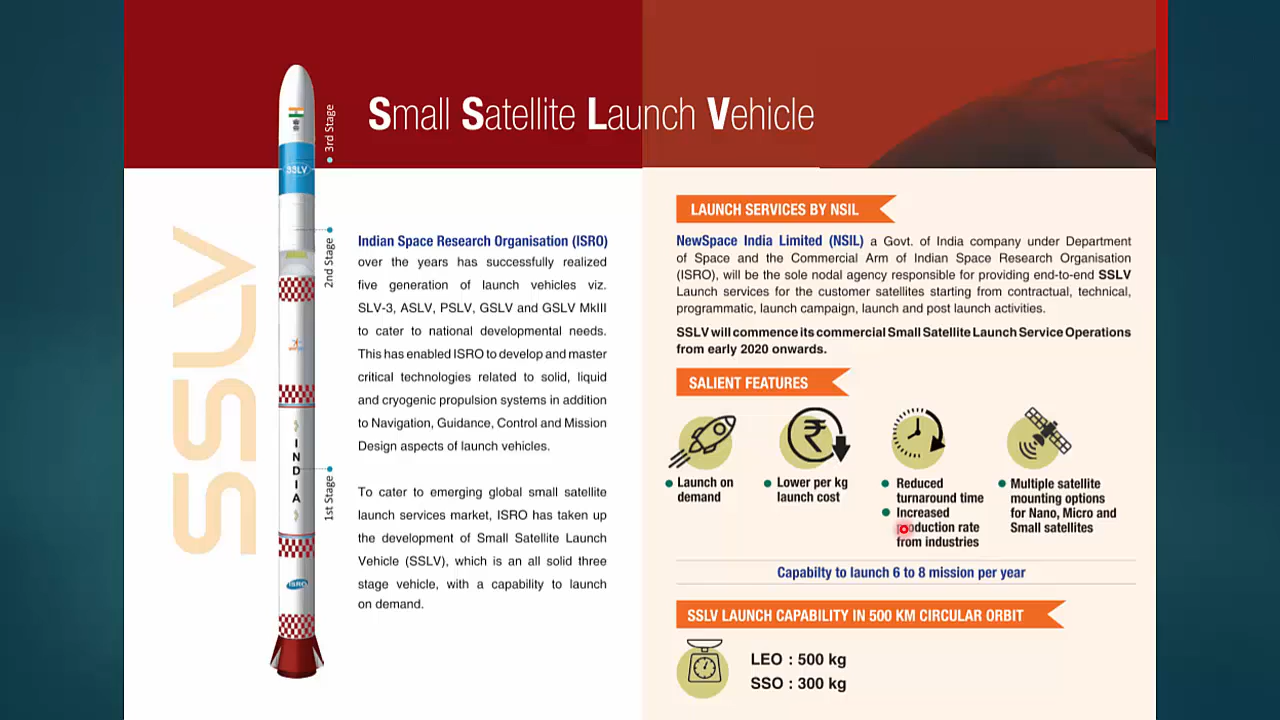 Small Satellite Launch Vehicle
SSLV
3rd Stage
2nd Stage
1st Stage
SSLV
INDIA
ISRO
Indian Space Research Organisation (ISRO)
over the years has successfully realized
five generation of launch vehicles viz.
SLV-3, ASLV, PSLV, GSLV and GSLV MkIII
to cater to national developmental needs.
This has enabled ISRO to develop and master
critical technologies related to solid, liquid
and cryogenic propulsion systems in addition
to Navigation, Guidance, Control and Mission
Design aspects of launch vehicles.
To cater to emerging global small satellite
launch services market, ISRO has taken up
the development of Small Satellite Launch
Vehicle (SSLV), which is an all solid three
stage vehicle, with a capability to launch
on demand.
LAUNCH SERVICES BY NSIL
NewSpace India Limited (NSIL) a Govt. of India company under Department
of Space and the Commercial Arm of Indian Space Research Organisation
(ISRO), will be the sole nodal agency responsible for providing end-to-end SSLV
Launch services for the customer satellites starting from contractual, technical,
programmatic, launch campaign, launch and post launch activities.
SSLV will commence its commercial Small Satellite Launch Service Operations
from early 2020 onwards.
SALIENT FEATURES
₹
Launch on
demand
Lower per kg
launch cost
Reduced
turnaround time
Increased
production rate
from industries
Multiple satellite
mounting options
for Nano, Micro and
Small satellites
Capabilty to launch 6 to 8 mission per year
SSLV LAUNCH CAPABILITY IN 500 KM CIRCULAR ORBIT
LEO : 500 kg
SSO : 300 kg